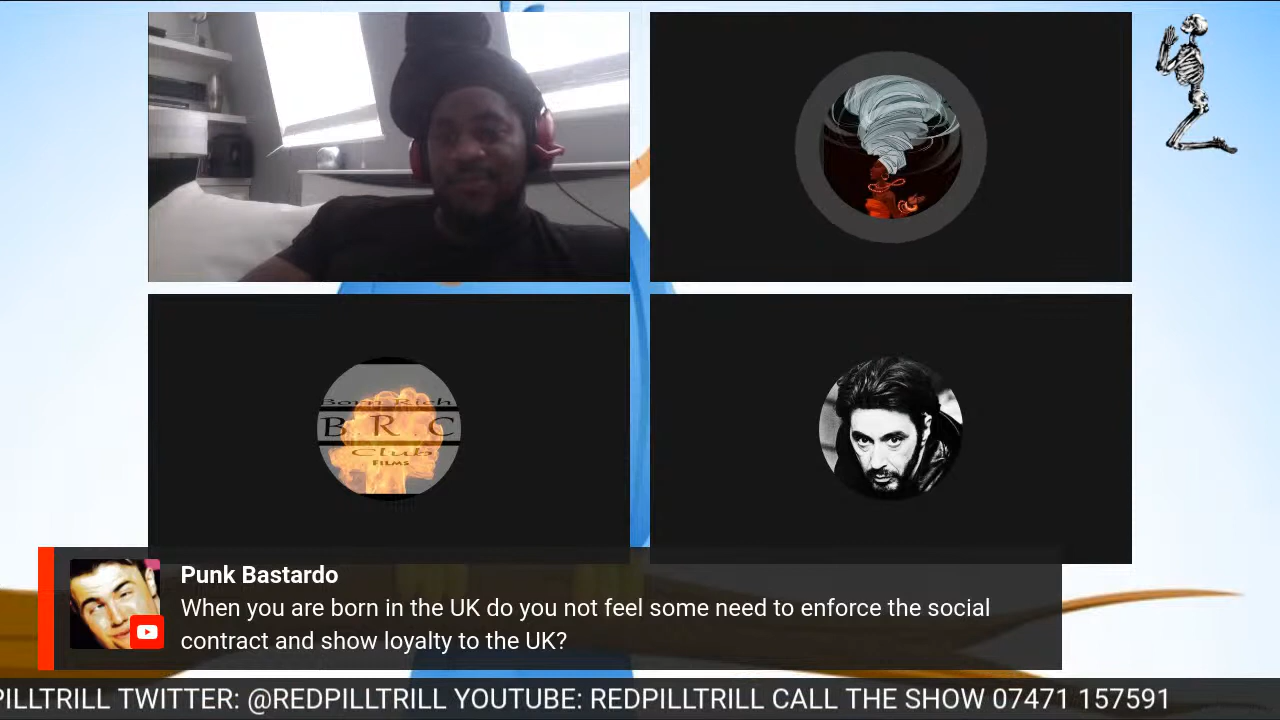 Born Rich
B R C
Club
FILMS
Punk Bastardo
When you are born in the UK do you not feel some need to enforce the social
contract and show loyalty to the UK?
PILLTRILL TWITTER: @REDPILLTRILL YOUTUBE: REDPILLTRILL CALL THE SHOW 07471 157591